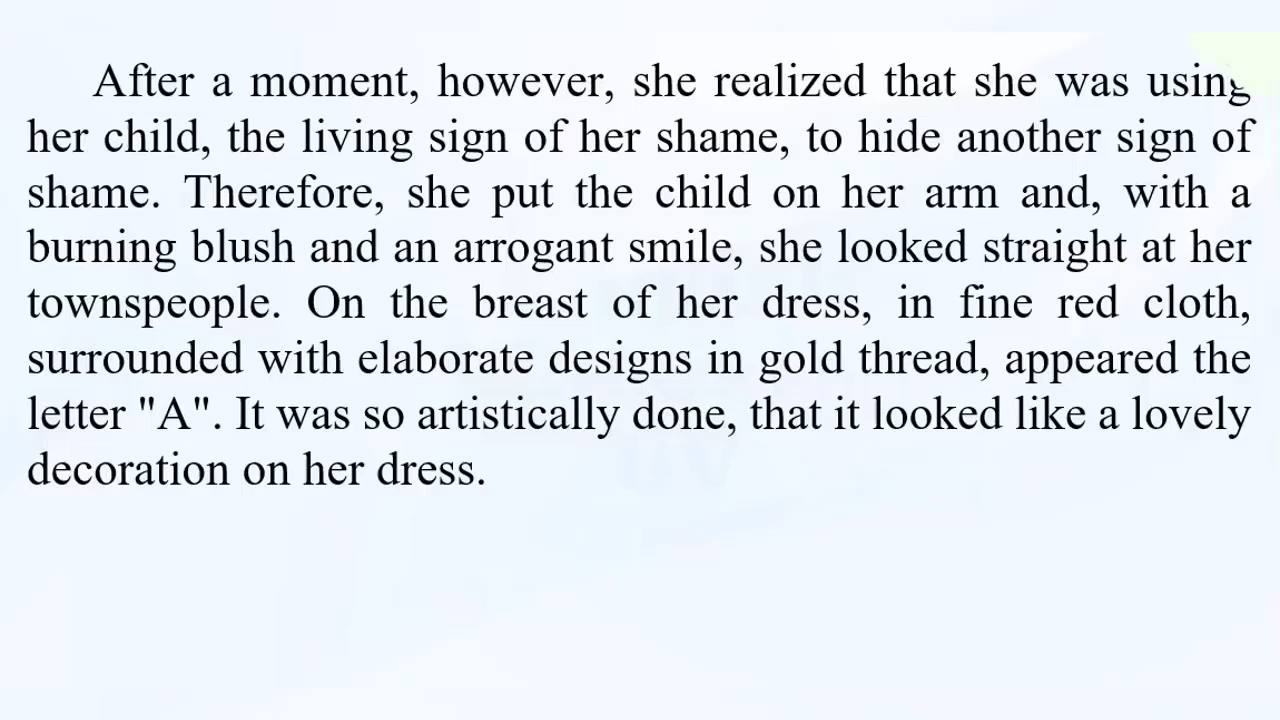 After a moment, however, she realized that she was using
her child, the living sign of her shame, to hide another sign of
shame. Therefore, she put the child on her arm and, with a
burning blush and an arrogant smile, she looked straight at her
townspeople. On the breast of her dress, in fine red cloth,
surrounded with elaborate designs in gold thread, appeared the
letter "A". It was so artistically done, that it looked like a lovely
decoration on her dress.